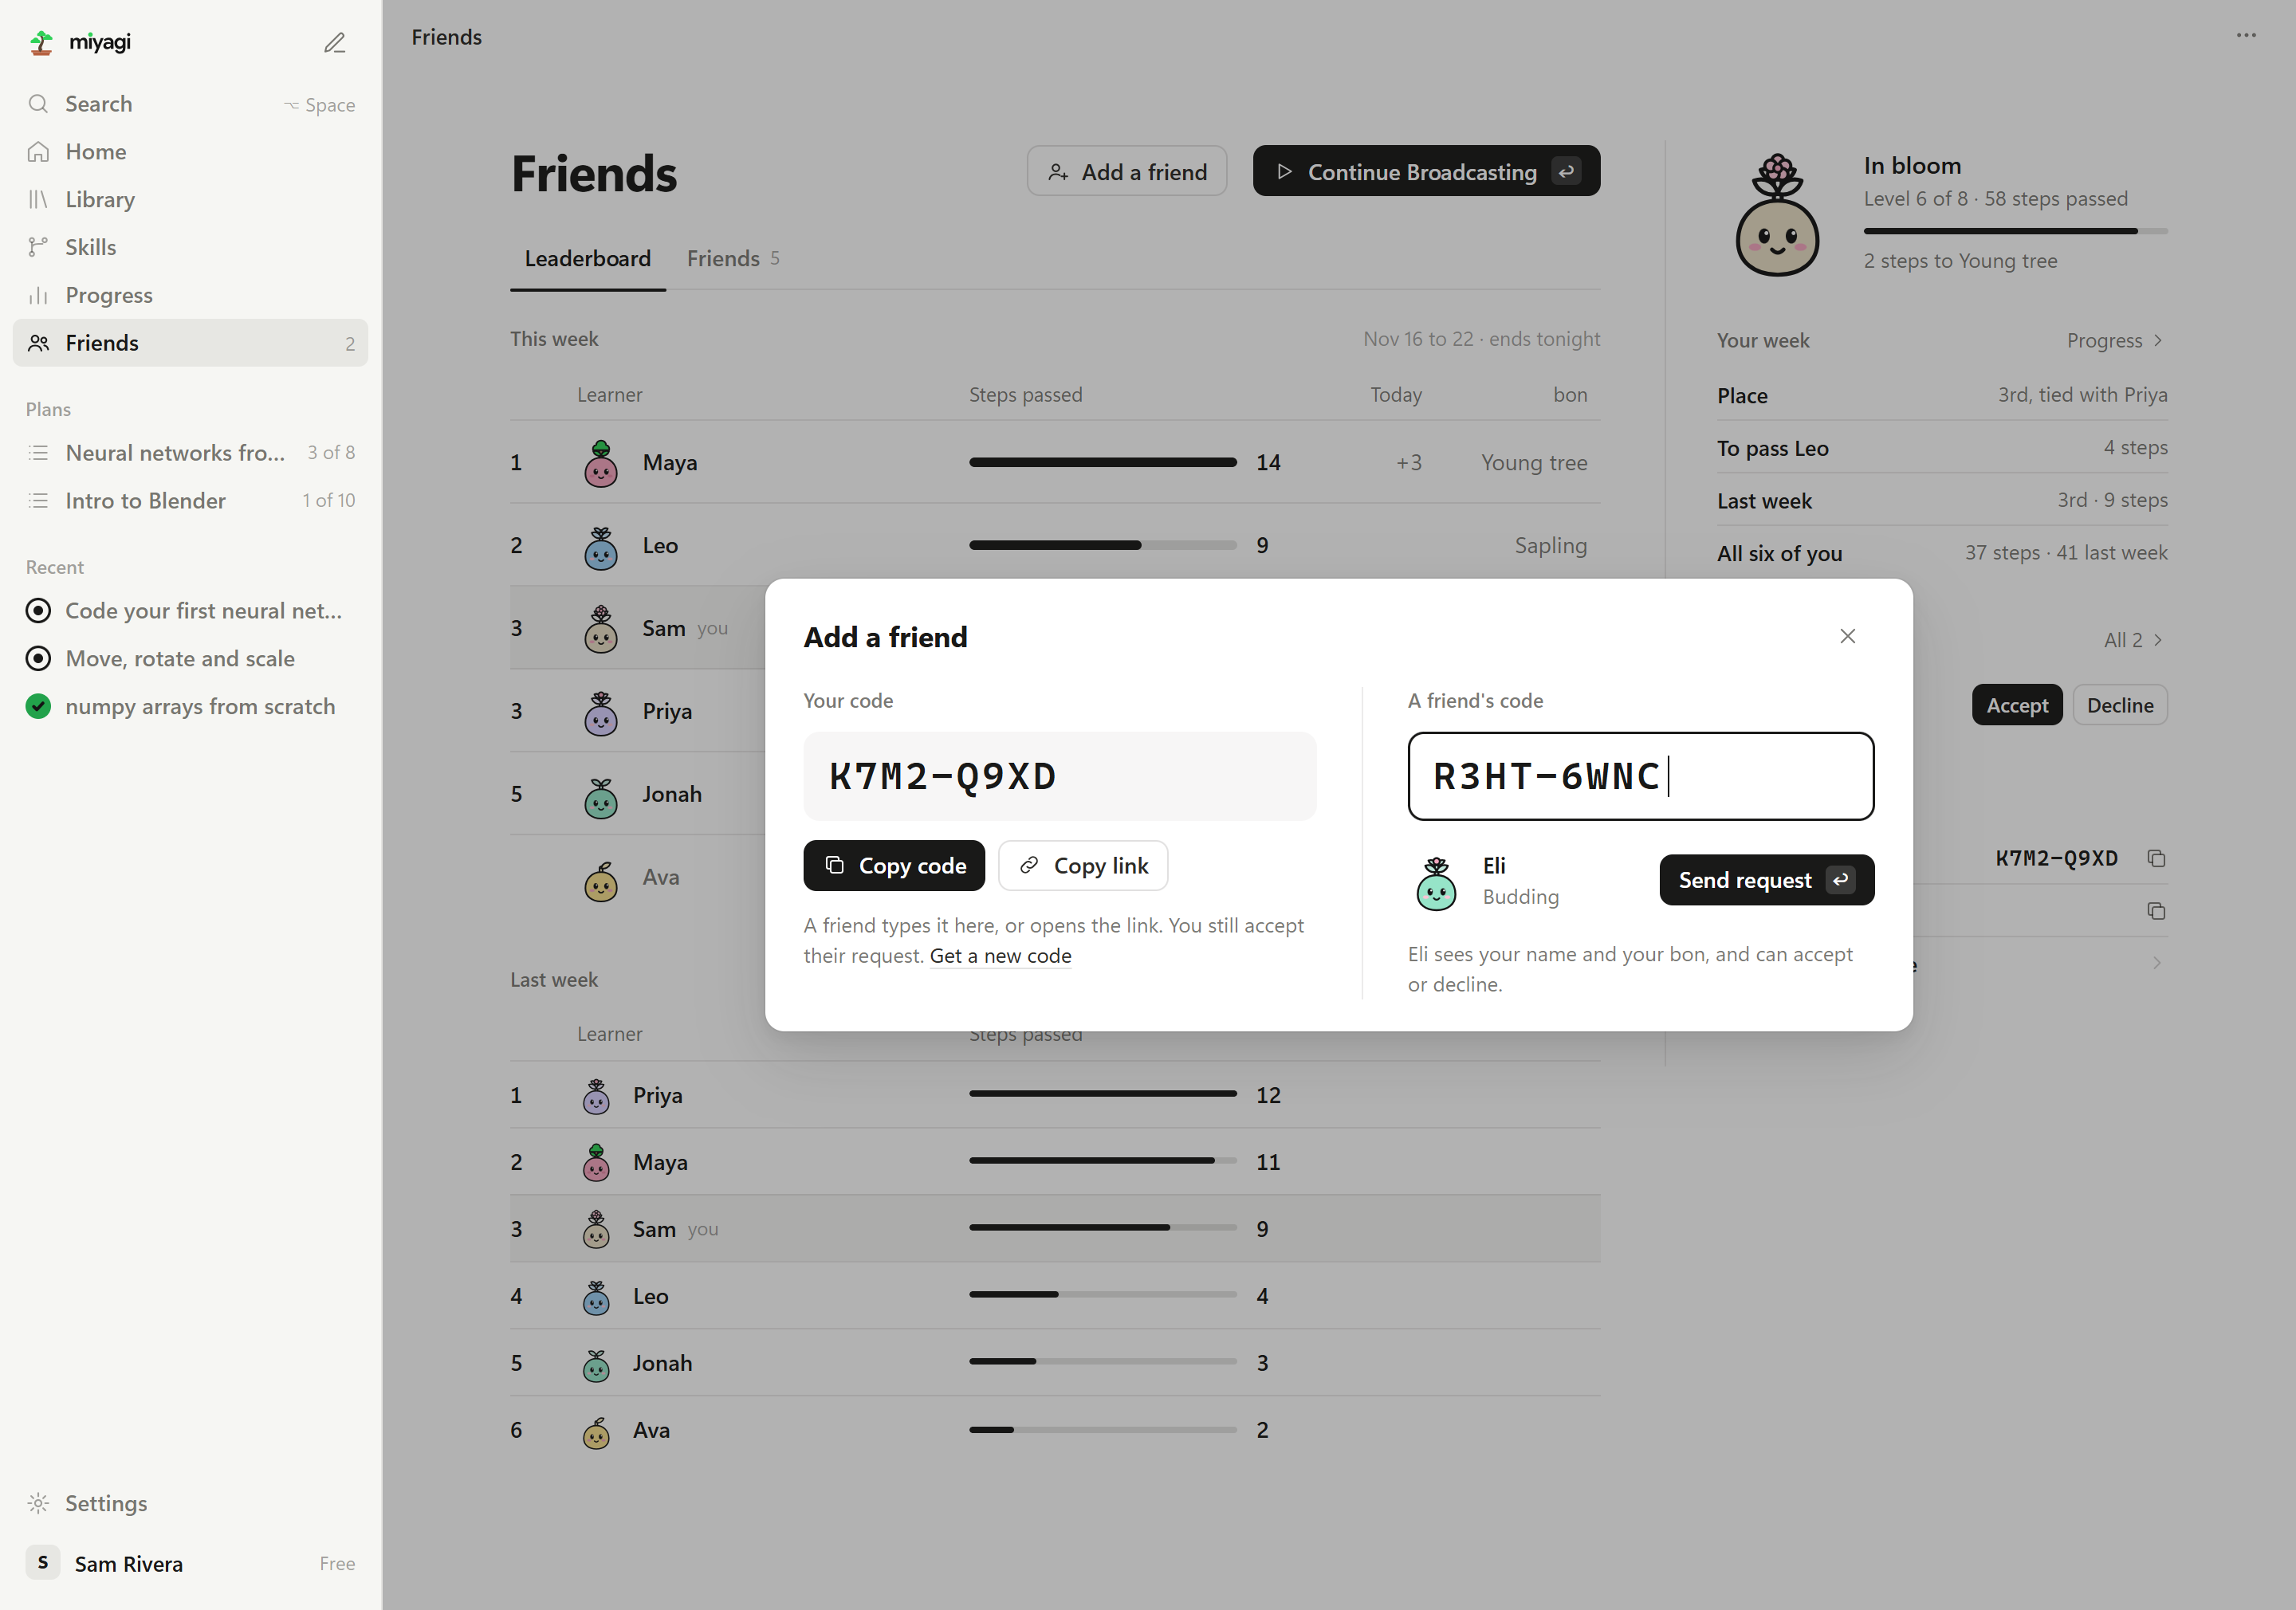 miyagi
Search
⌥ Space
Home
Library
Skills
Progress
Friends 2
Plans
Neural networks fro... 3 of 8
Intro to Blender 1 of 10
Recent
Code your first neural net...
Move, rotate and scale
numpy arrays from scratch
Settings
S Sam Rivera Free
Friends
Friends
Add a friend
Continue Broadcasting
Leaderboard
Friends 5
This week
Nov 16 to 22 · ends tonight
Learner Steps passed Today bon
1 Maya 14 +3 Young tree
2 Leo 9 Sapling
3 Sam you
3 Priya
5 Jonah
Ava
Last week
Learner Steps passed
1 Priya 12
2 Maya 11
3 Sam you 9
4 Leo 4
5 Jonah 3
6 Ava 2
In bloom
Level 6 of 8 · 58 steps passed
2 steps to Young tree
Your week
Progress
Place 3rd, tied with Priya
To pass Leo 4 steps
Last week 3rd · 9 steps
All six of you 37 steps · 41 last week
All 2
Accept
Decline
K7M2-Q9XD
Add a friend
Your code
K7M2-Q9XD
Copy code
Copy link
A friend types it here, or opens the link. You still accept
their request. Get a new code
A friend's code
R3HT-6WNC
Eli
Budding
Send request
Eli sees your name and your bon, and can accept
or decline.